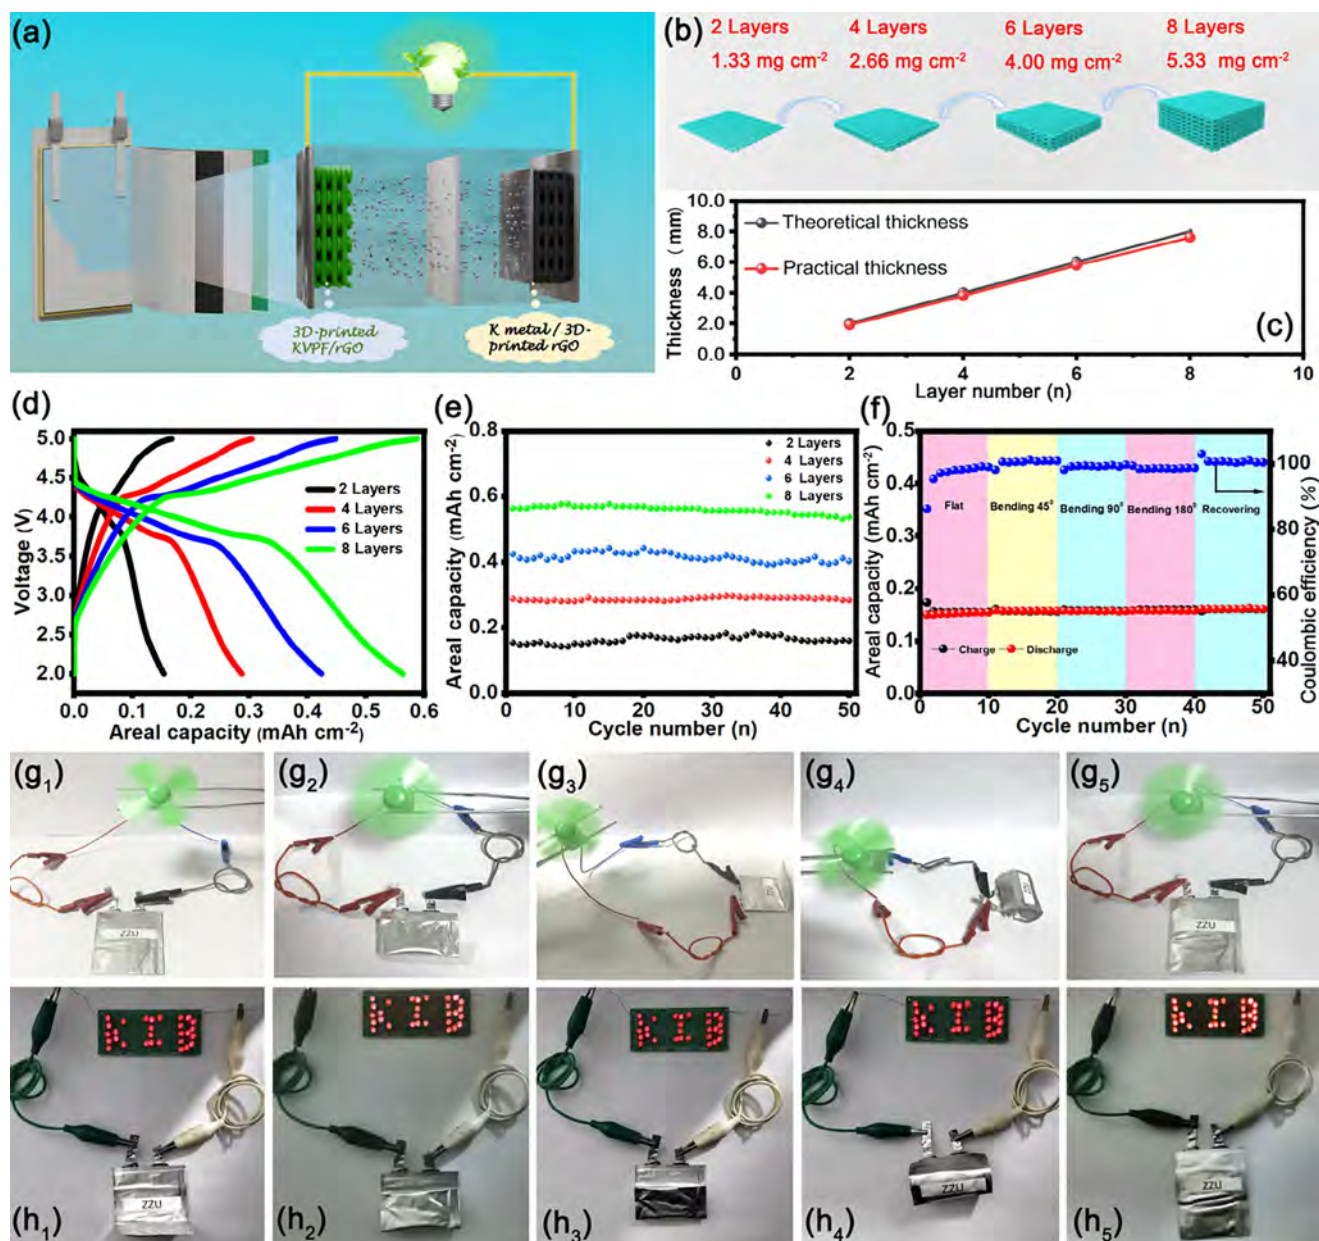 (a)
3D-printed
KVPF/rGO
K metal / 3D-
printed rGO
(b)
2 Layers
1.33 mg cm⁻²
4 Layers
2.66 mg cm⁻²
6 Layers
4.00 mg cm⁻²
8 Layers
5.33 mg cm⁻²
Thickness (mm)
8.0
6.0
4.0
2.0
0.0
Theoretical thickness
Practical thickness
(c)
0 2 4 6 8 10
Layer number (n)
(d)
Voltage (V)
5.0
4.5
4.0
3.5
3.0
2.5
2.0
2 Layers
4 Layers
6 Layers
8 Layers
0.0 0.1 0.2 0.3 0.4 0.5 0.6
Areal capacity (mAh cm⁻²)
(e)
Areal capacity (mAh cm⁻²)
0.8
0.6
0.4
0.2
0.0
2 Layers
4 Layers
6 Layers
8 Layers
0 10 20 30 40 50
Cycle number (n)
(f)
Areal capacity (mAh cm⁻²)
0.5
0.4
0.3
0.2
0.1
0.0
Flat
Bending 45⁰
Bending 90⁰
Bending 180⁰
Recovering
Charge
Discharge
100
80
60
40
Coulombic efficiency (%)
0 10 20 30 40 50
Cycle number (n)
(g₁)
ZZU
(g₂)
ZZU
(g₃)
ZZU
(g₄)
ZZU
(g₅)
ZZU
KIB
ZZU
(h₁)
KIB
(h₂)
KIB
(h₃)
KIB
ZZU
(h₄)
KIB
ZZU
(h₅)